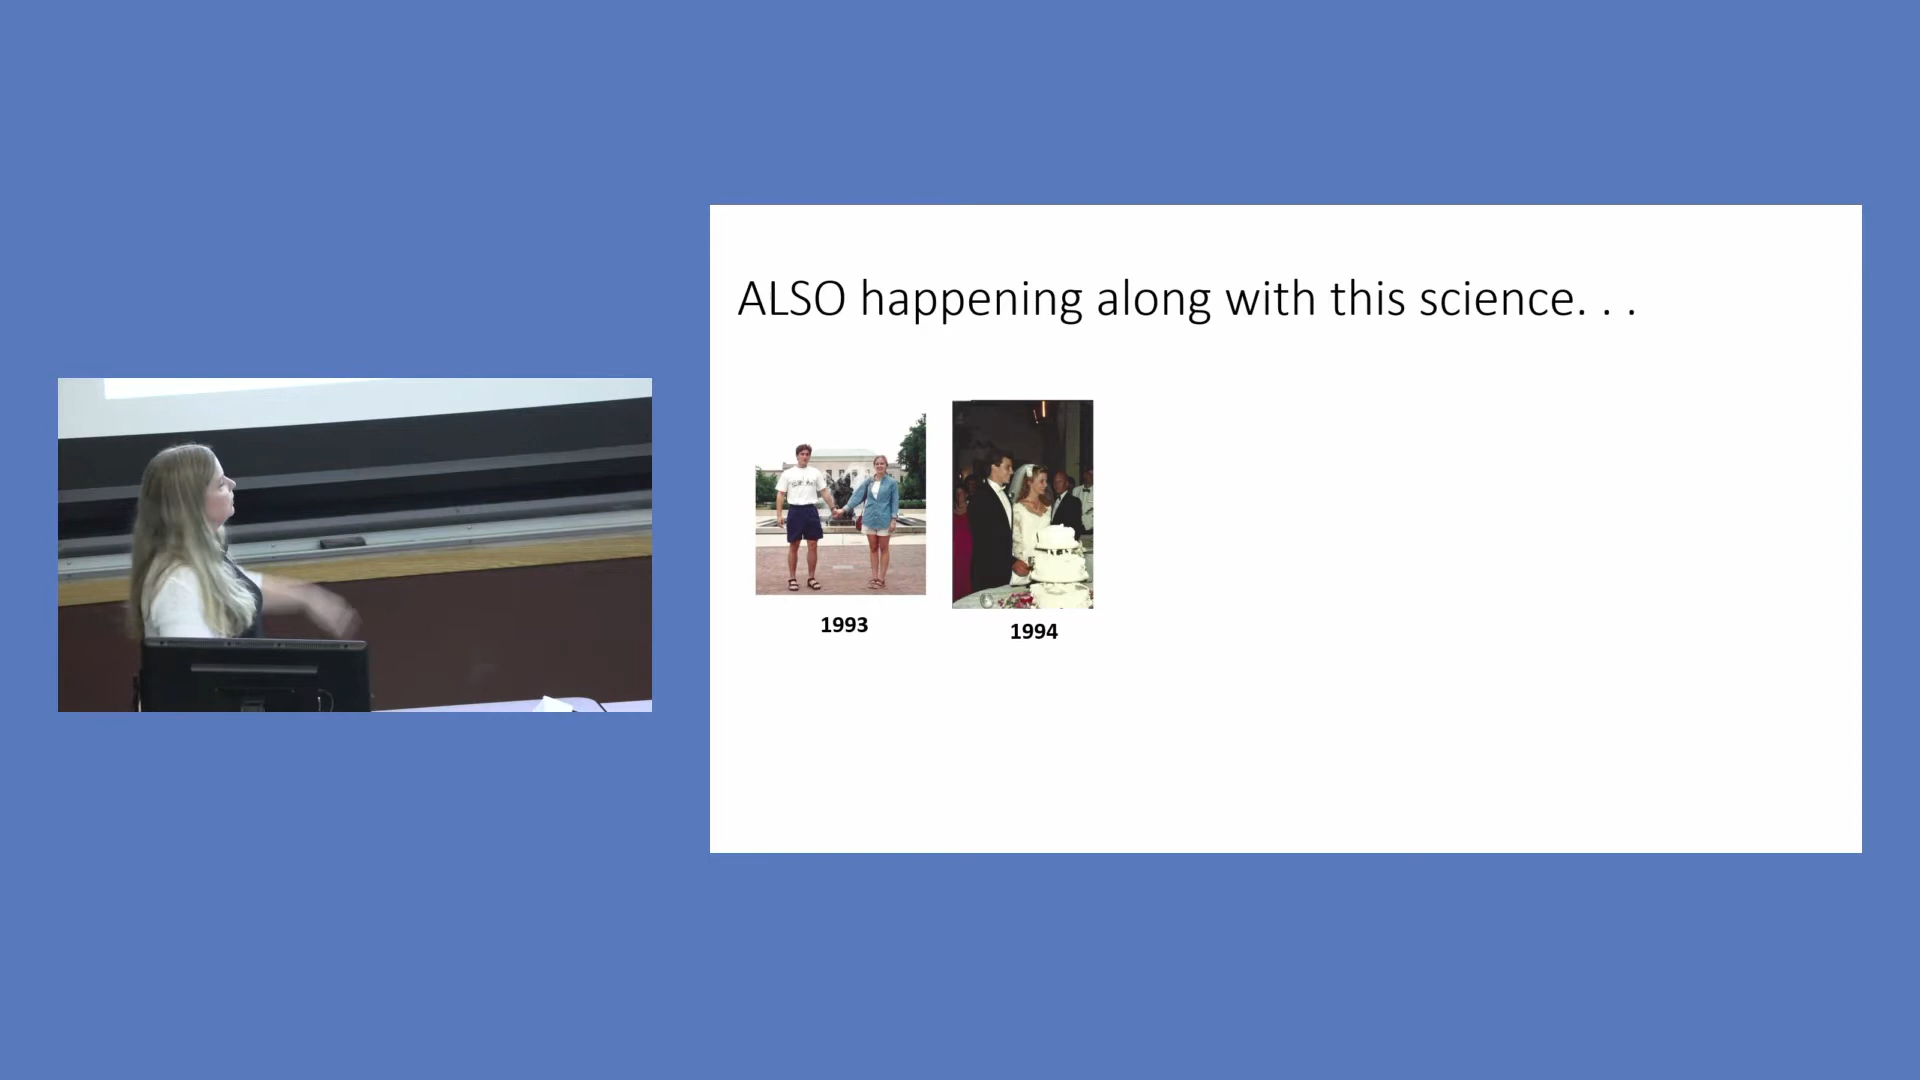 ALSO happening along with this science. . .
1993
1994